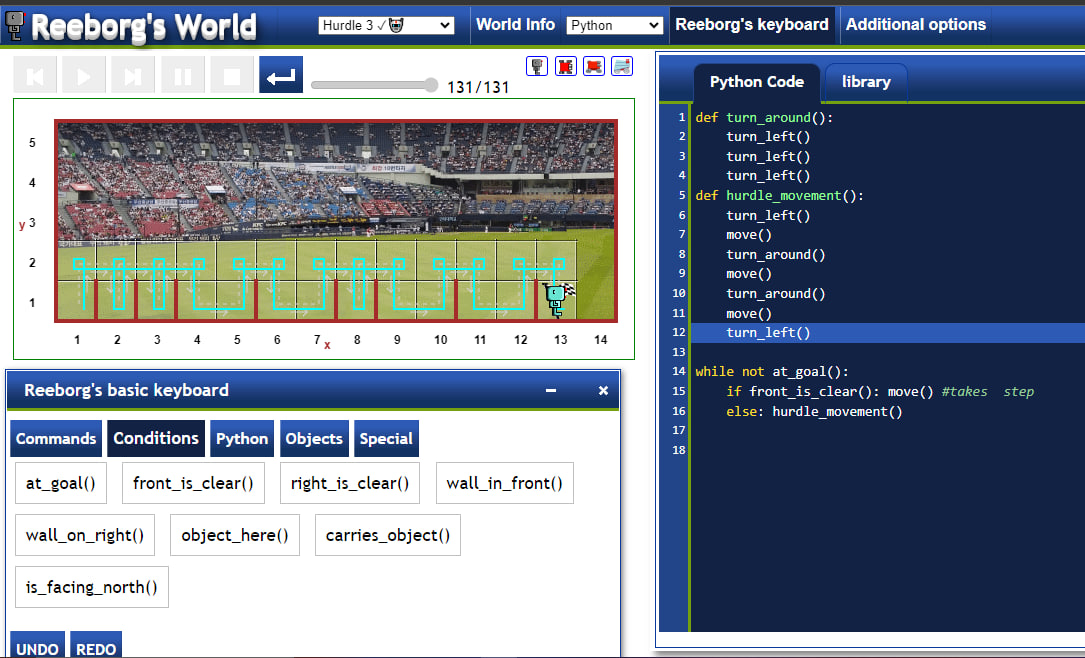 Reeborg's World
Hurdle 3 ✓
World Info
Python
Reeborg's keyboard
Additional options
131/131
5
4
y 3
2
1
1 2 3 4 5 6 7 x 8 9 10 11 12 13 14
Reeborg's basic keyboard
Commands
Conditions
Python
Objects
Special
at_goal()
front_is_clear()
right_is_clear()
wall_in_front()
wall_on_right()
object_here()
carries_object()
is_facing_north()
UNDO
REDO
Python Code
library
1 def turn_around():
2     turn_left()
3     turn_left()
4     turn_left()
5 def hurdle_movement():
6     turn_left()
7     move()
8     turn_around()
9     move()
10     turn_around()
11     move()
12     turn_left()
13
14 while not at_goal():
15     if front_is_clear(): move() #takes  step
16     else: hurdle_movement()
17
18